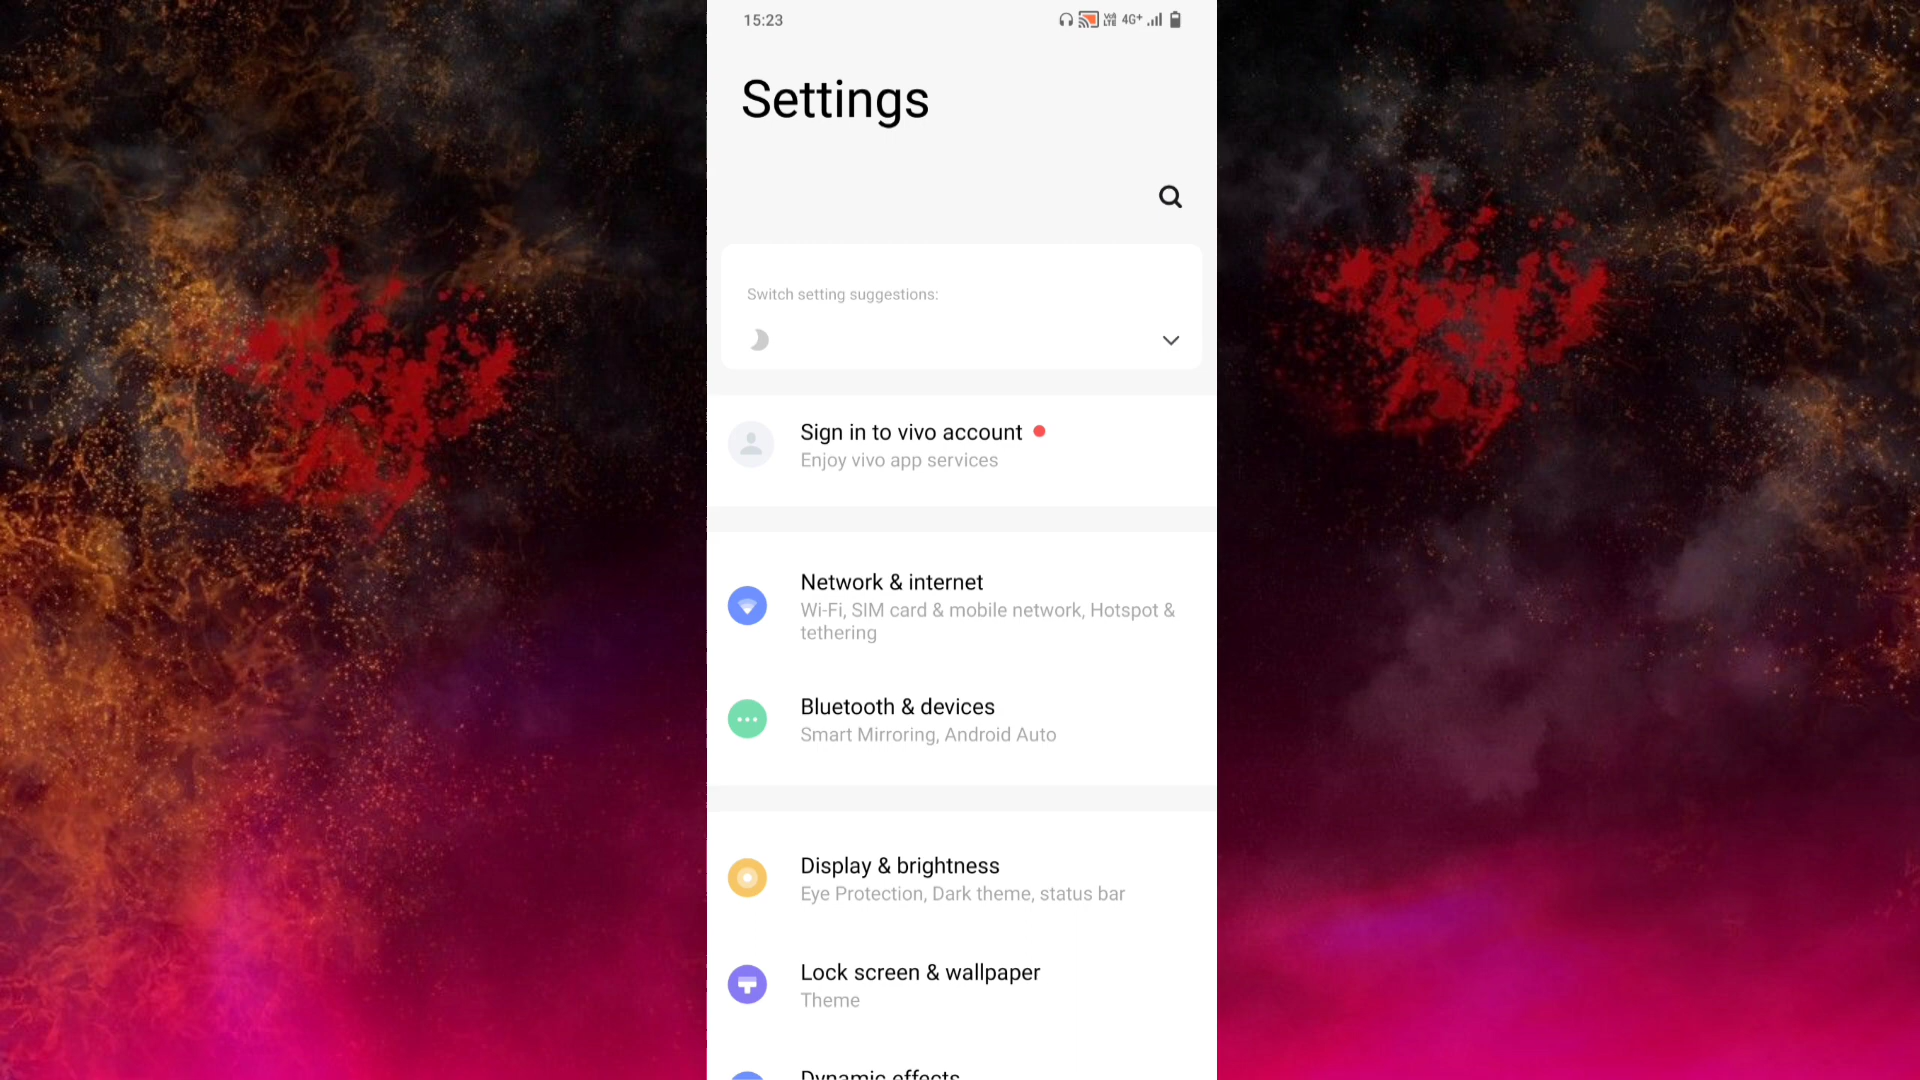 15:23
VoLTE 4G+
Settings
Switch setting suggestions:
Sign in to vivo account
Enjoy vivo app services
Network & internet
Wi-Fi, SIM card & mobile network, Hotspot &
tethering
Bluetooth & devices
Smart Mirroring, Android Auto
Display & brightness
Eye Protection, Dark theme, status bar
Lock screen & wallpaper
Theme
Dynamic effects